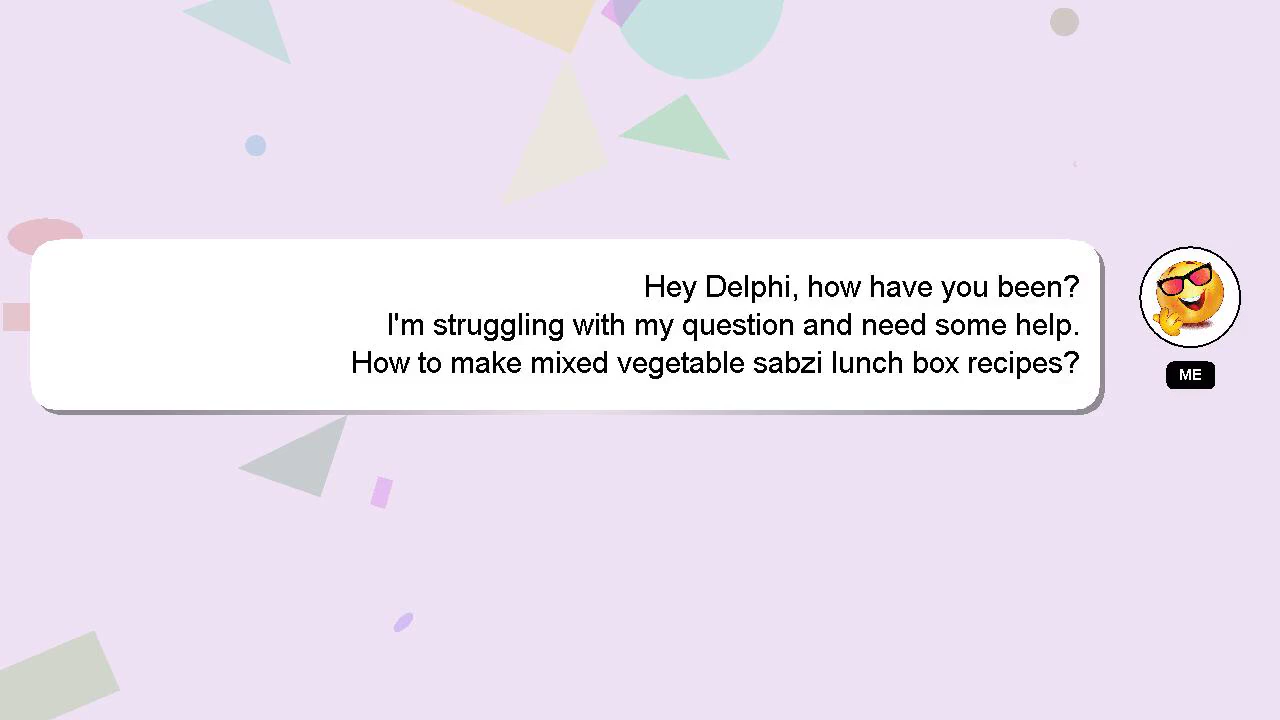 Hey Delphi, how have you been?
I'm struggling with my question and need some help.
How to make mixed vegetable sabzi lunch box recipes?
ME